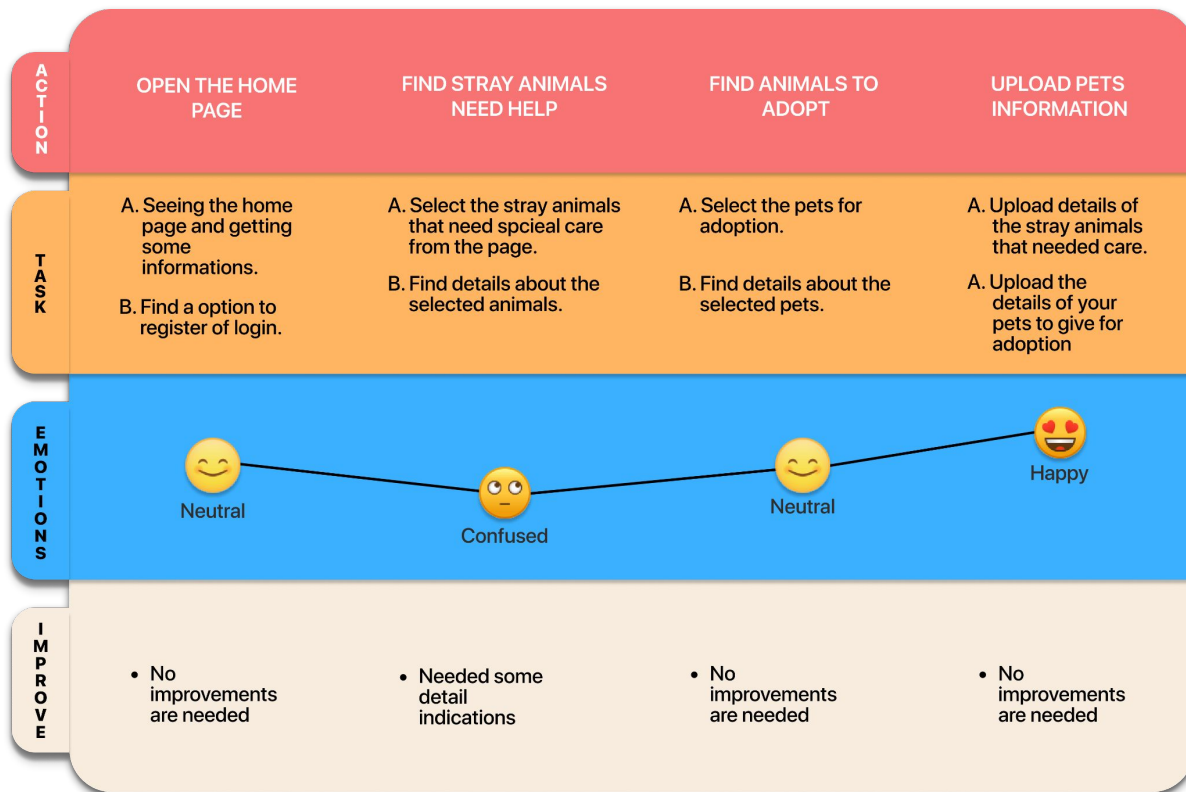 ACTION
OPEN THE HOME
PAGE
FIND STRAY ANIMALS
NEED HELP
FIND ANIMALS TO
ADOPT
UPLOAD PETS
INFORMATION
TASK
A. Seeing the home
page and getting
some
informations.
B. Find a option to
register of login.
A. Select the stray animals
that need spcieal care
from the page.
B. Find details about the
selected animals.
A. Select the pets for
adoption.
B. Find details about the
selected pets.
A. Upload details of
the stray animals
that needed care.
A. Upload the
details of your
pets to give for
adoption
EMOTIONS
Neutral
Confused
Neutral
Happy
IMPROVE
• No
improvements
are needed
• Needed some
detail
indications
• No
improvements
are needed
• No
improvements
are needed